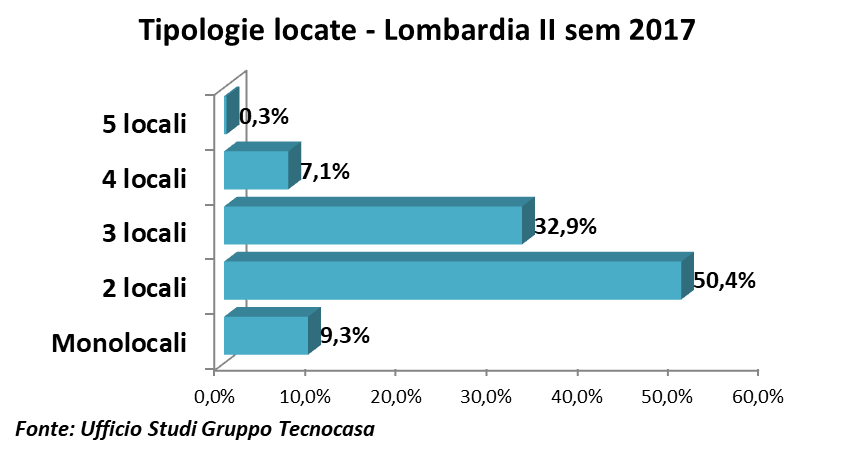 Tipologie locate - Lombardia II sem 2017
5 locali
0,3%
4 locali
7,1%
3 locali
32,9%
2 locali
50,4%
Monolocali
9,3%
0,0% 10,0% 20,0% 30,0% 40,0% 50,0% 60,0%
Fonte: Ufficio Studi Gruppo Tecnocasa